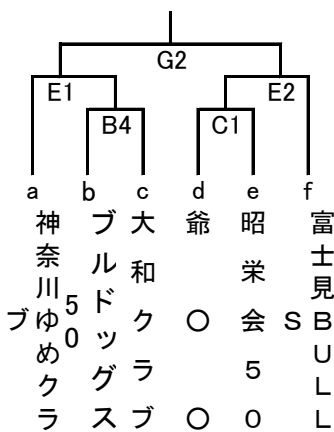 G2
E1
E2
B4
C1
a
b
c
d
e
f
神奈川ゆめクラブ
ブルドッグス５０
大和クラブ
爺〇〇
昭栄会５０
富士見ＢＵＬＬＳ